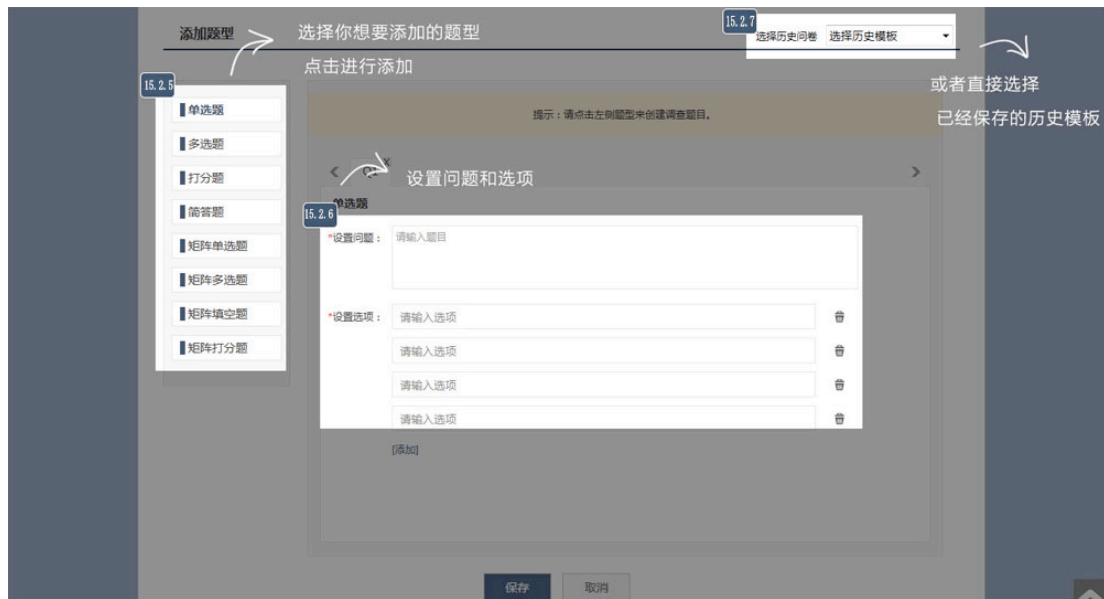 添加题型
选择你想要添加的题型
15.2.7
选择历史问卷 选择历史模板
点击进行添加
或者直接选择
已经保存的历史模板
15.2.5
单选题
多选题
打分题
简答题
矩阵单选题
矩阵多选题
矩阵填空题
矩阵打分题
提示：请点击左侧题型来创建调查题目。
Q1 X
设置问题和选项
15.2.6
单选题
*设置问题： 请输入题目
*设置选项： 请输入选项
请输入选项
请输入选项
请输入选项
[添加]
保存 取消